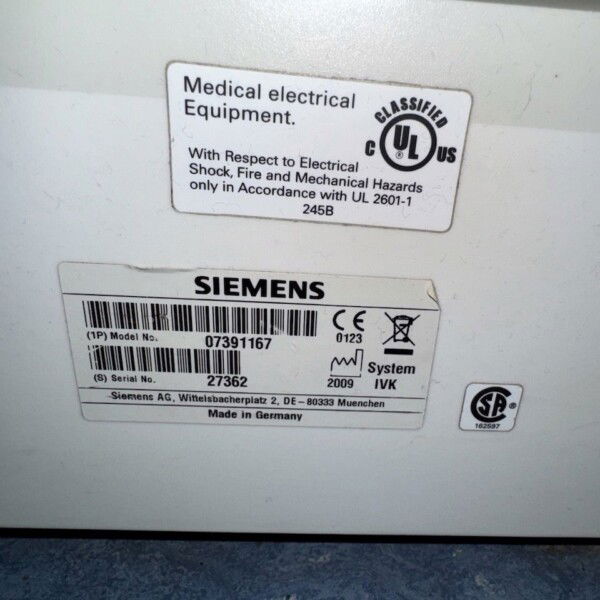 Medical electrical
Equipment.
CLASSIFIED
C UL ® US
With Respect to Electrical
Shock, Fire and Mechanical Hazards
only in Accordance with UL 2601-1
245B
SIEMENS
(1P) Model No. 07391167
CE
0123
(S) Serial No. 27362
2009
System
IVK
Siemens AG, Wittelsbacherplatz 2, DE-80333 Muenchen
Made in Germany
SA ®
162597